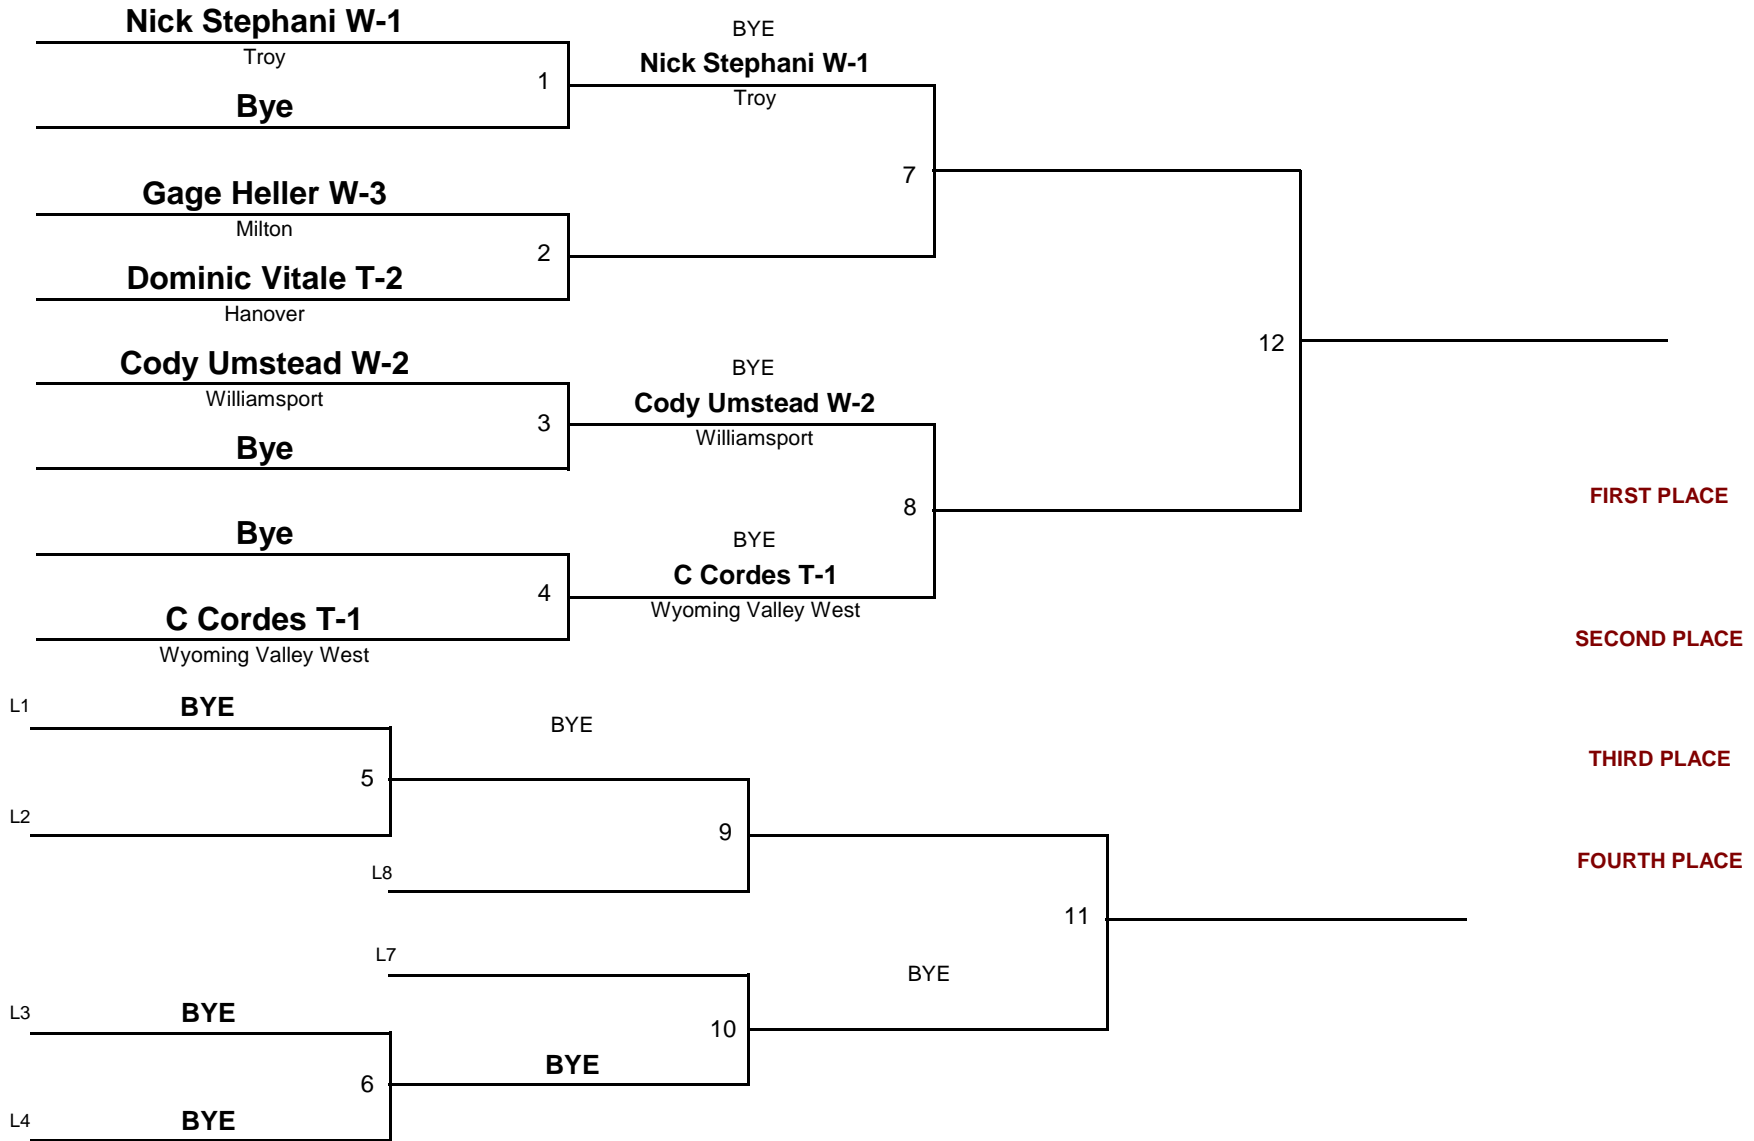 Nick Stephani W-1
Troy
1
Bye
BYE
Nick Stephani W-1
Troy
7
Gage Heller W-3
Milton
2
Dominic Vitale T-2
Hanover
12
Cody Umstead W-2
Williamsport
3
Bye
BYE
Cody Umstead W-2
Williamsport
8
Bye
4
C Cordes T-1
Wyoming Valley West
BYE
C Cordes T-1
Wyoming Valley West
FIRST PLACE
SECOND PLACE
THIRD PLACE
FOURTH PLACE
L1
BYE
5
BYE
L2
9
L8
11
L7
BYE
L3
BYE
10
6
BYE
L4
BYE